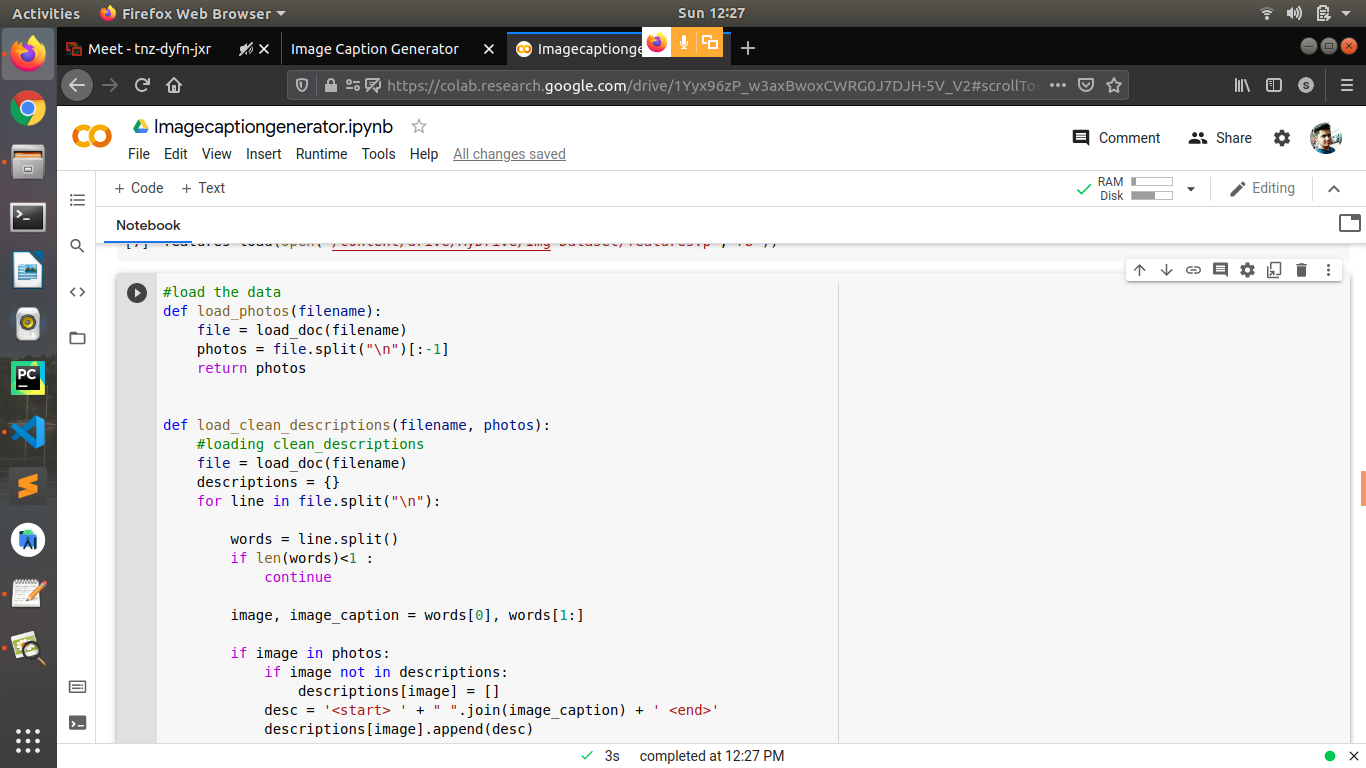 Activities
Firefox Web Browser
Sun 12:27
Meet - tnz-dyfn-jxr
Image Caption Generator
Imagecaptionge
https://colab.research.google.com/drive/1Yyx96zP_w3axBwoxCWRG0J7DJH-5V_V2#scrollTo
S
Imagecaptiongenerator.ipynb
Comment
Share
File Edit View Insert Runtime Tools Help All changes saved
+ Code + Text
RAM
Disk
Editing
Notebook
#load the data
def load_photos(filename):
    file = load_doc(filename)
    photos = file.split("\n")[:-1]
    return photos
def load_clean_descriptions(filename, photos):
    #loading clean_descriptions
    file = load_doc(filename)
    descriptions = {}
    for line in file.split("\n"):
        words = line.split()
        if len(words)<1 :
            continue
        image, image_caption = words[0], words[1:]
        if image in photos:
            if image not in descriptions:
                descriptions[image] = []
            desc = '<start> ' + " ".join(image_caption) + ' <end>'
            descriptions[image].append(desc)
PC
3s completed at 12:27 PM